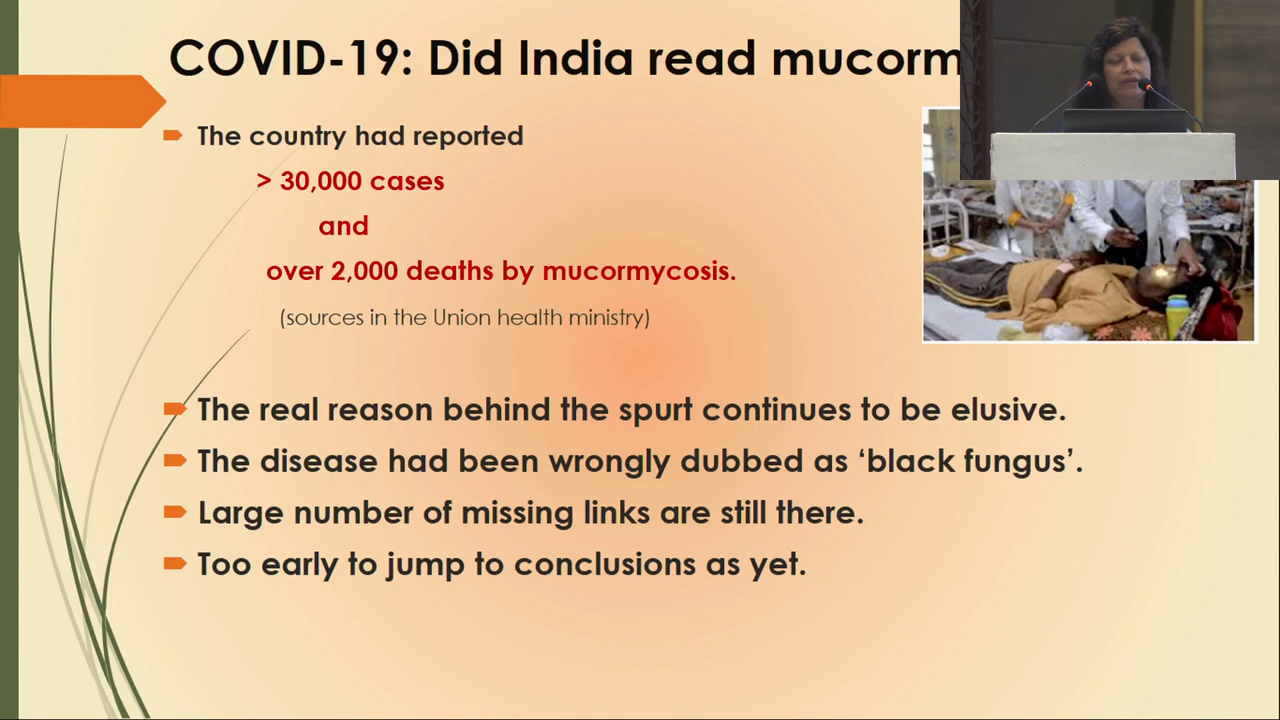 COVID-19: Did India read
The country had reported
> 30,000 cases
and
over 2,000 deaths by mucormycosis.
(sources in the Union health ministry)
The real reason behind the spurt continues to be elusive.
The disease had been wrongly dubbed as ‘black fungus’.
Large number of missing links are still there.
Too early to jump to conclusions as yet.